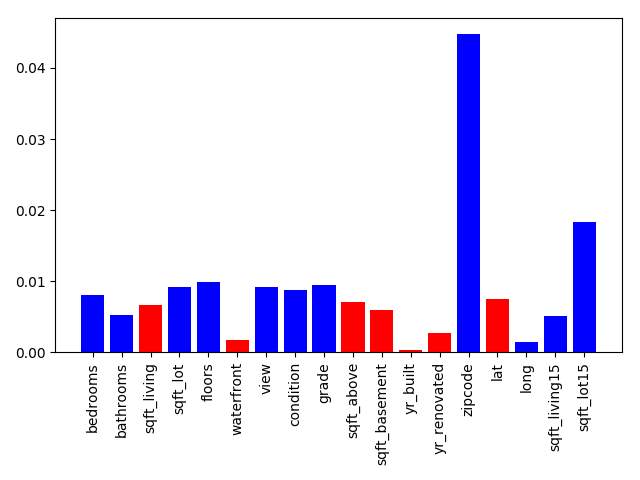 0.04
0.03
0.02
0.01
0.00
bedrooms
bathrooms
sqft_living
sqft_lot
floors
waterfront
view
condition
grade
sqft_above
sqft_basement
yr_built
yr_renovated
zipcode
lat
long
sqft_living15
sqft_lot15